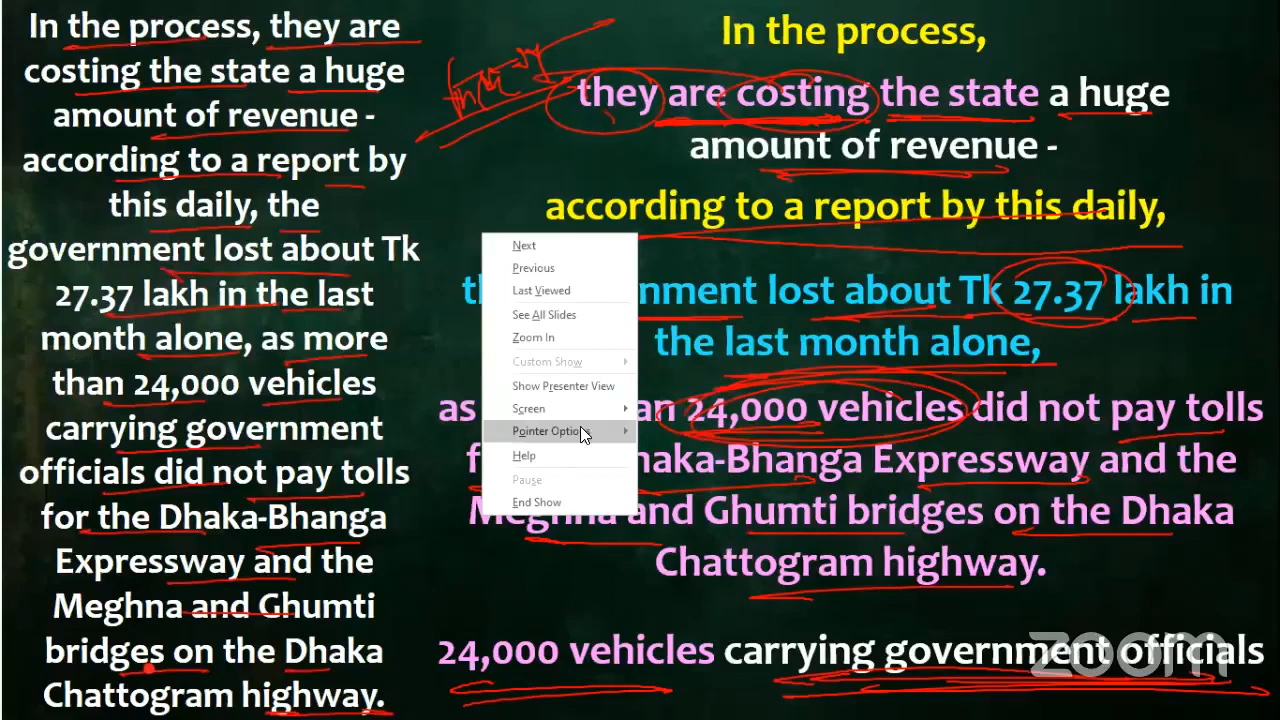 In the process, they are
costing the state a huge
amount of revenue -
according to a report by
this daily, the
government lost about Tk
27.37 lakh in the last
month alone, as more
than 24,000 vehicles
carrying government
officials did not pay tolls
for the Dhaka-Bhanga
Expressway and the
Meghna and Ghumti
bridges on the Dhaka
Chattogram highway.
In the process,
they are costing the state a huge
amount of revenue -
according to a report by this daily,
lost about Tk 27.37 lakh in
the last month alone,
as 24,000 vehicles did not pay tolls
Expressway and the
Meghna and Ghumti bridges on the Dhaka
Chattogram highway.
24,000 vehicles carrying government officials
Next
Previous
Last Viewed
See All Slides
Zoom In
Custom Show
Show Presenter View
Screen
Pointer Options
Help
Pause
End Show
zoom